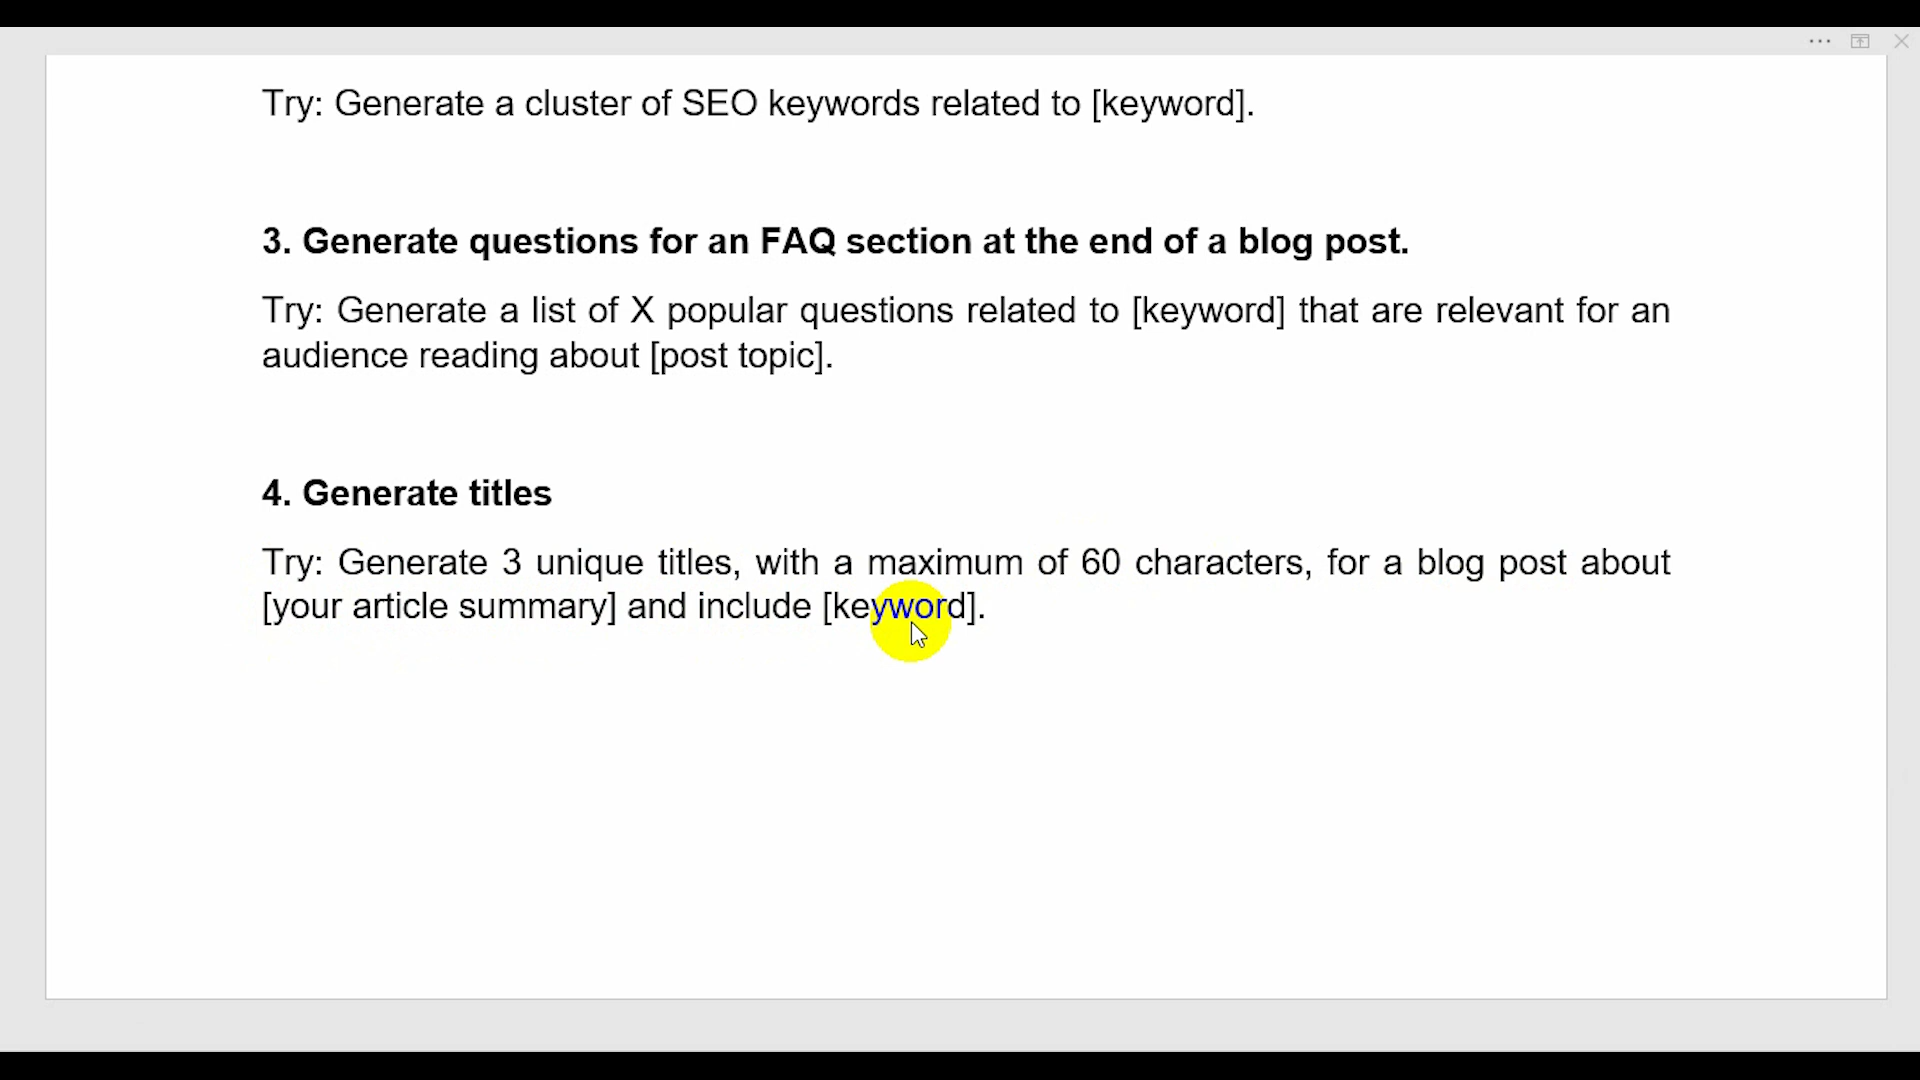 Try: Generate a cluster of SEO keywords related to [keyword].
3. Generate questions for an FAQ section at the end of a blog post.
Try: Generate a list of X popular questions related to [keyword] that are relevant for an
audience reading about [post topic].
4. Generate titles
Try: Generate 3 unique titles, with a maximum of 60 characters, for a blog post about
[your article summary] and include [keyword].